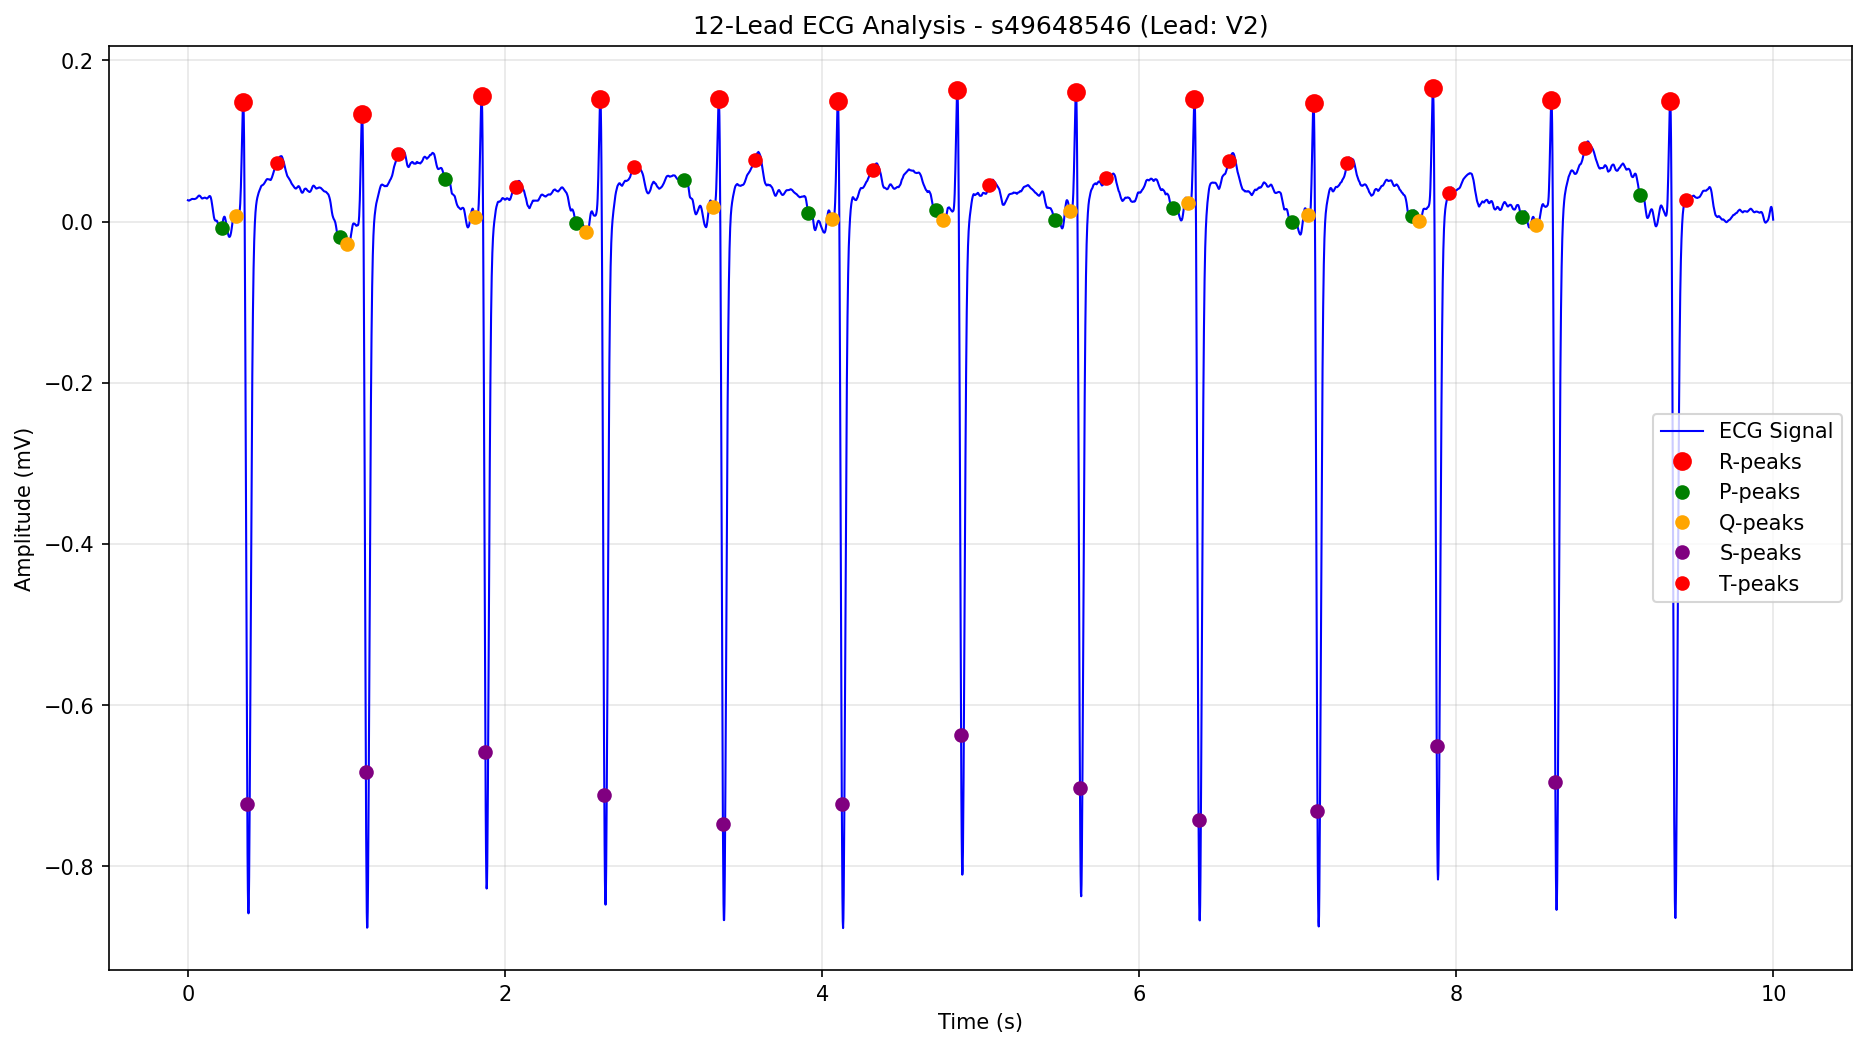 12-Lead ECG Analysis - s49648546 (Lead: V2)
Amplitude (mV)
0.2
0.0
−0.2
−0.4
−0.6
−0.8
ECG Signal
R-peaks
P-peaks
Q-peaks
S-peaks
T-peaks
0 2 4 6 8 10
Time (s)